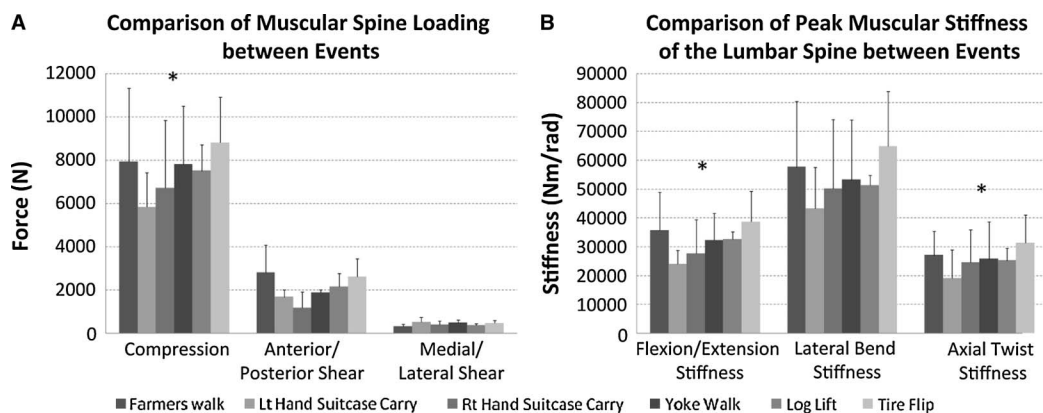 A
Comparison of Muscular Spine Loading
between Events
*
12000
10000
8000
6000
4000
2000
0
Force (N)
Compression
Anterior/
Posterior Shear
Medial/
Lateral Shear
B
Comparison of Peak Muscular Stiffness
of the Lumbar Spine between Events
90000
80000
70000
60000
50000
40000
30000
20000
10000
0
Stiffness (Nm/rad)
*
*
Flexion/Extension
Stiffness
Lateral Bend
Stiffness
Axial Twist
Stiffness
Farmers walk
Lt Hand Suitcase Carry
Rt Hand Suitcase Carry
Yoke Walk
Log Lift
Tire Flip